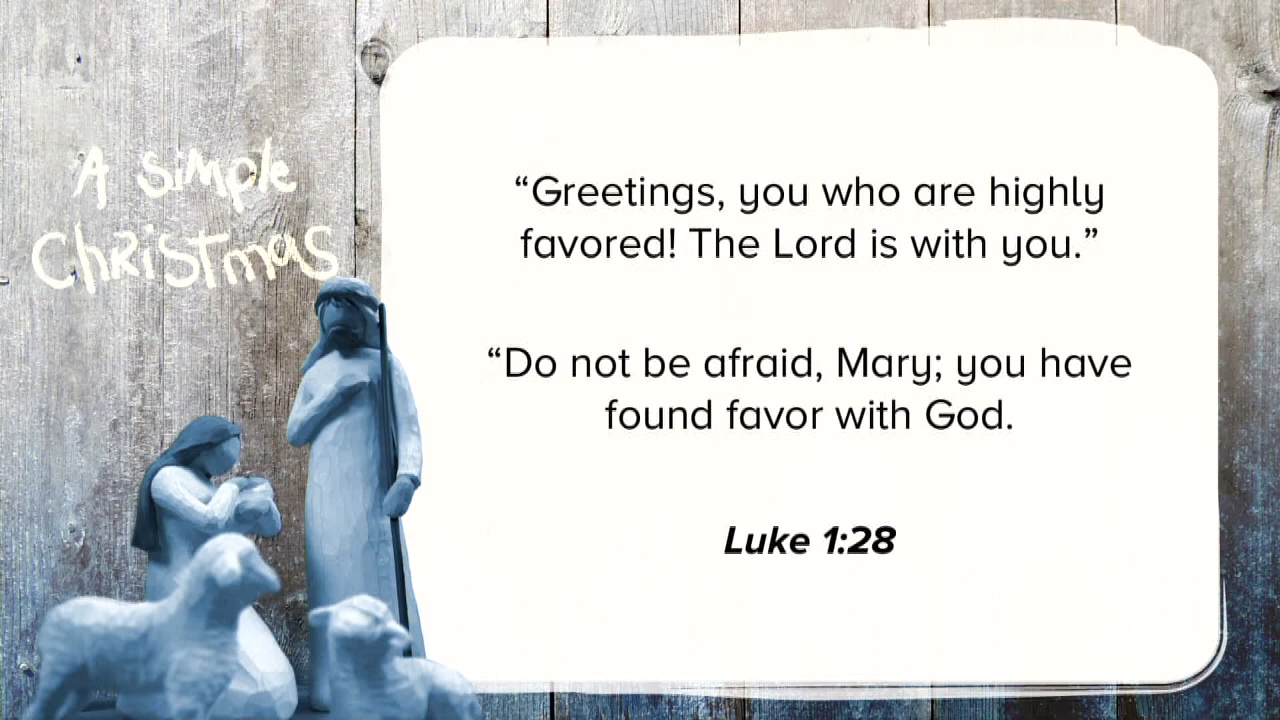 A Simple
Christmas
“Greetings, you who are highly
favored! The Lord is with you.”
“Do not be afraid, Mary; you have
found favor with God.
Luke 1:28